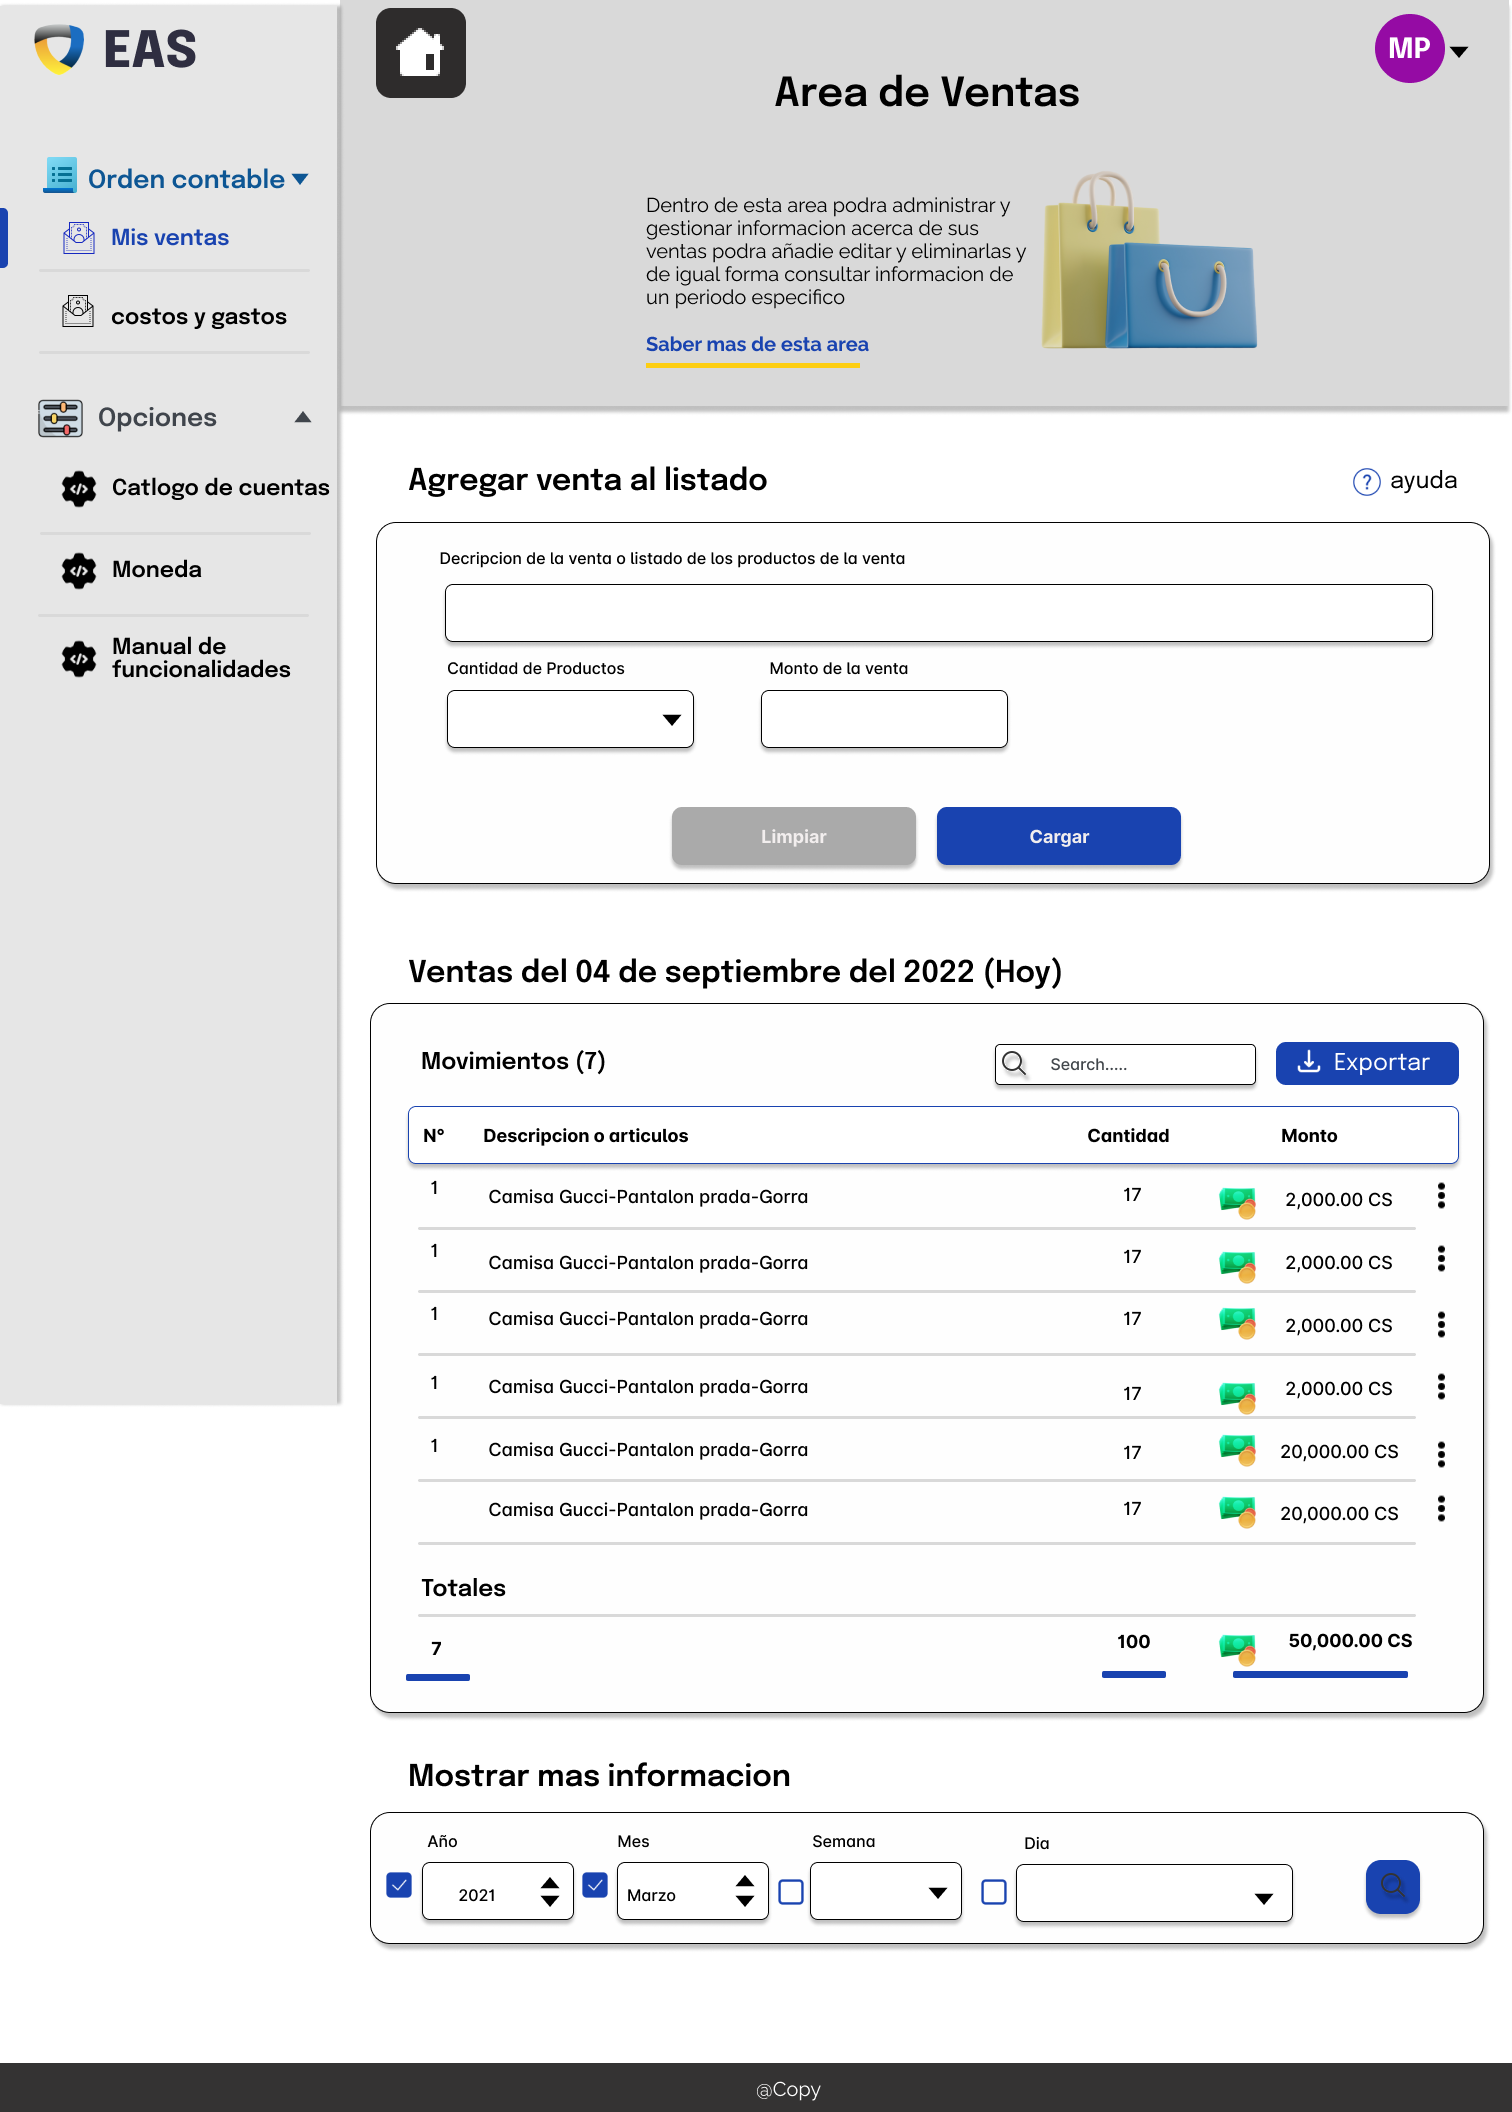 EAS
Orden contable
Mis ventas
costos y gastos
Opciones
Catlogo de cuentas
Moneda
Manual de
funcionalidades
MP
Area de Ventas
Dentro de esta area podra administrar y
gestionar informacion acerca de sus
ventas podra añadie editar y eliminarlas y
de igual forma consultar informacion de
un periodo especifico
Saber mas de esta area
Agregar venta al listado
? ayuda
Decripcion de la venta o listado de los productos de la venta
Cantidad de Productos Monto de la venta
Limpiar Cargar
Ventas del 04 de septiembre del 2022 (Hoy)
Movimientos (7) Search..... Exportar
N° Descripcion o articulos Cantidad Monto
1 Camisa Gucci-Pantalon prada-Gorra 17 2,000.00 CS
1 Camisa Gucci-Pantalon prada-Gorra 17 2,000.00 CS
1 Camisa Gucci-Pantalon prada-Gorra 17 2,000.00 CS
1 Camisa Gucci-Pantalon prada-Gorra 17 2,000.00 CS
1 Camisa Gucci-Pantalon prada-Gorra 17 20,000.00 CS
Camisa Gucci-Pantalon prada-Gorra 17 20,000.00 CS
Totales
7 100 50,000.00 CS
Mostrar mas informacion
Año Mes Semana Dia
2021 Marzo
@Copy